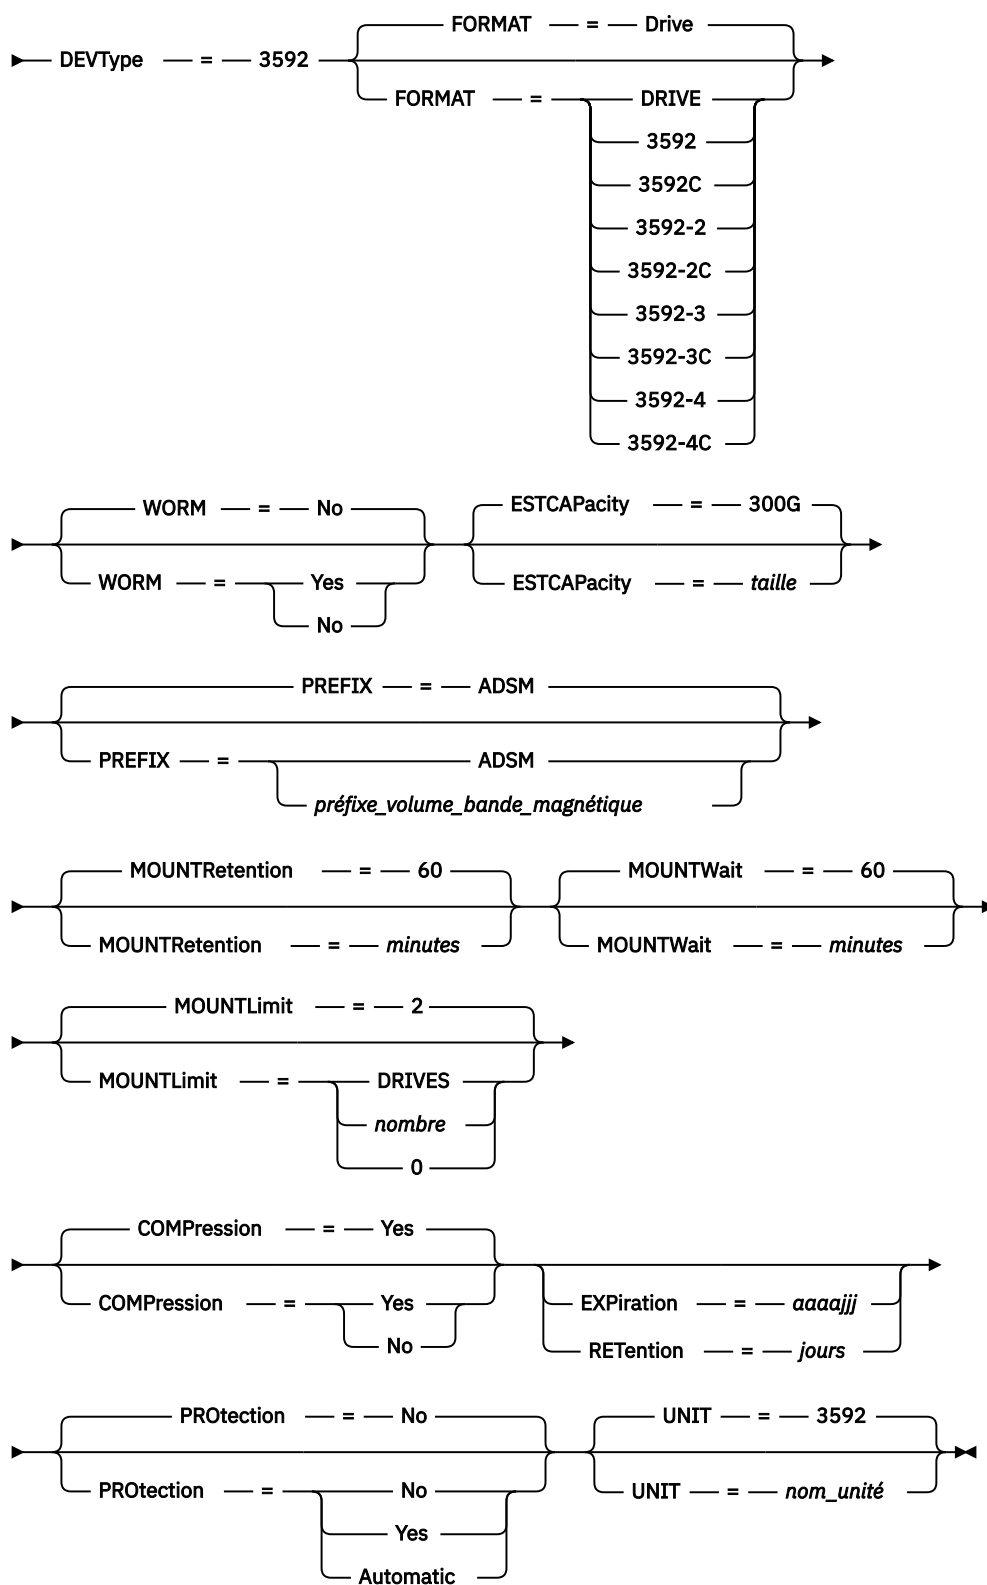 FORMAT = Drive
DEVType = 3592
FORMAT = DRIVE
3592
3592C
3592-2
3592-2C
3592-3
3592-3C
3592-4
3592-4C
WORM = No ESTCAPacity = 300G
WORM = Yes ESTCAPacity = taille
No
PREFIX = ADSM
PREFIX = ADSM
préfixe_volume_bande_magnétique
MOUNTRetention = 60 MOUNTWait = 60
MOUNTRetention = minutes MOUNTWait = minutes
MOUNTLimit = 2
MOUNTLimit = DRIVES
nombre
0
COMPression = Yes
COMPression = Yes EXPiration = aaaajjj
No RETention = jours
PROtection = No UNIT = 3592
PROtection = No UNIT = nom_unité
Yes
Automatic